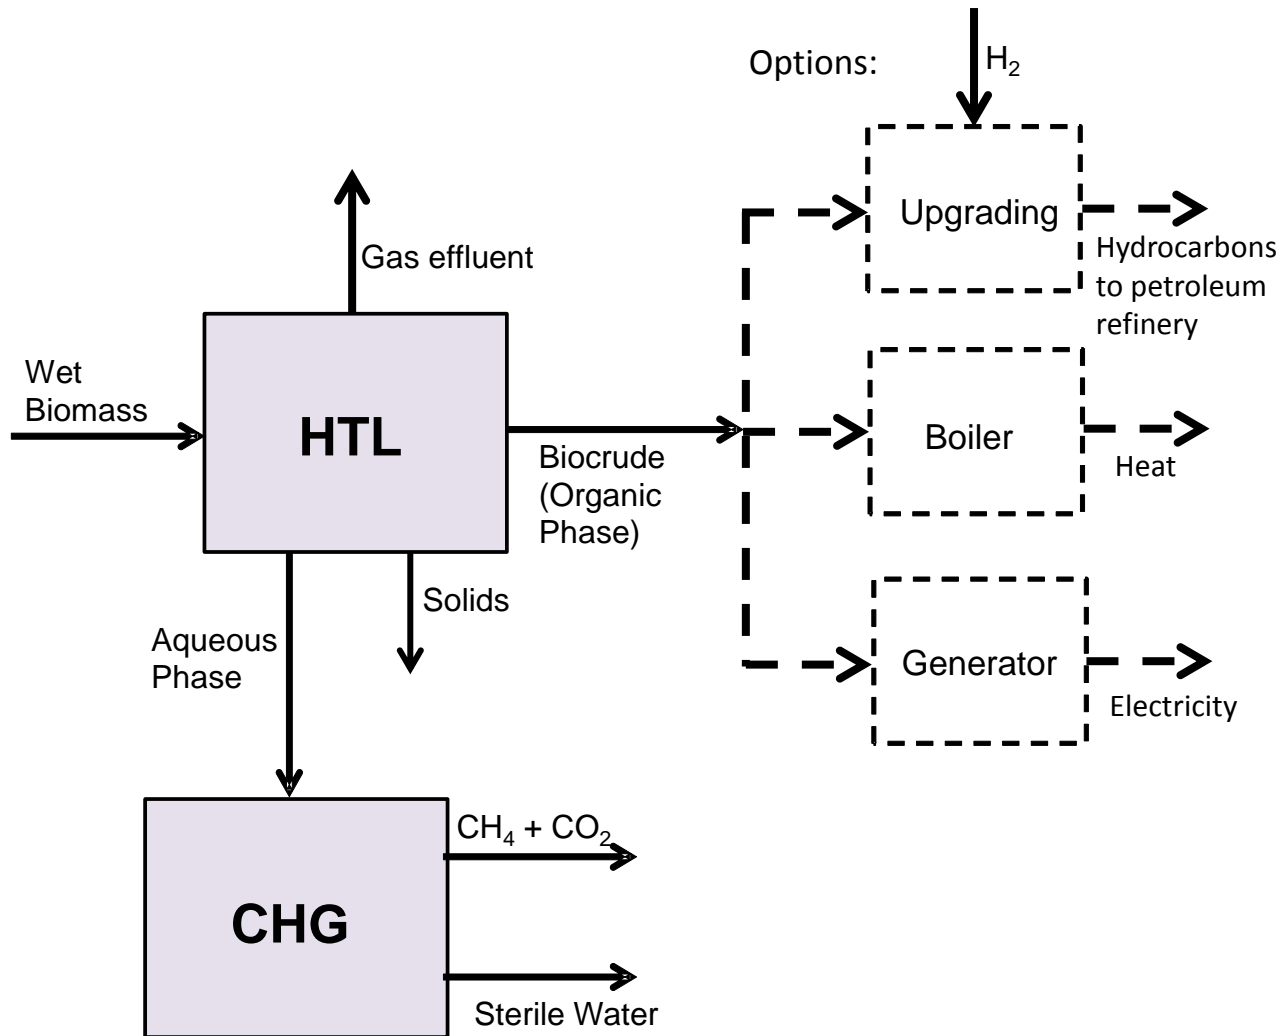 Options:
H₂
Upgrading
Gas effluent
Hydrocarbons
to petroleum
refinery
Wet
Biomass
HTL
Biocrude
(Organic
Phase)
Boiler
Heat
Solids
Aqueous
Phase
Generator
Electricity
CH₄ + CO₂
CHG
Sterile Water